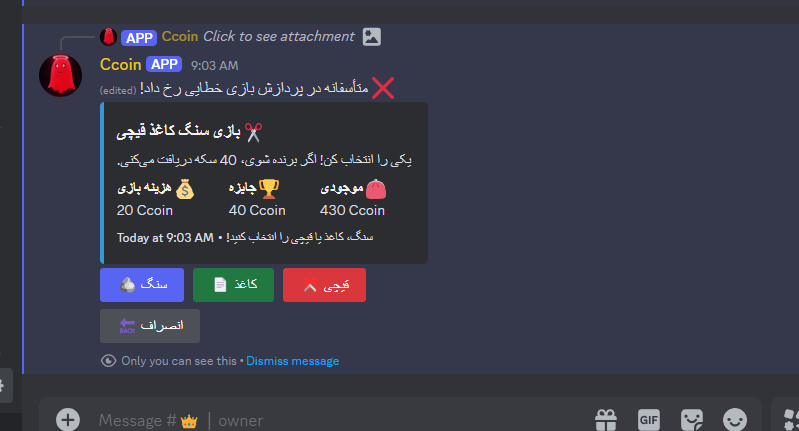 APP Ccoin Click to see attachment
Ccoin APP 9:03 AM
❌ متأسفانه در پردازش بازی خطایی رخ داد! (edited)
✂️ بازی سنگ کاغذ قیچی
یکی را انتخاب کن! اگر برنده شوی، 40 سکه دریافت می‌کنی.
💰 هزینه بازی
20 Ccoin
🏆 جایزه
40 Ccoin
👛 موجودی
430 Ccoin
سنگ، کاغذ یا قیچی را انتخاب کنید! • Today at 9:03 AM
سنگ
کاغذ
قیچی
BACK انصراف
Only you can see this • Dismiss message
Message #👑 | owner
GIF